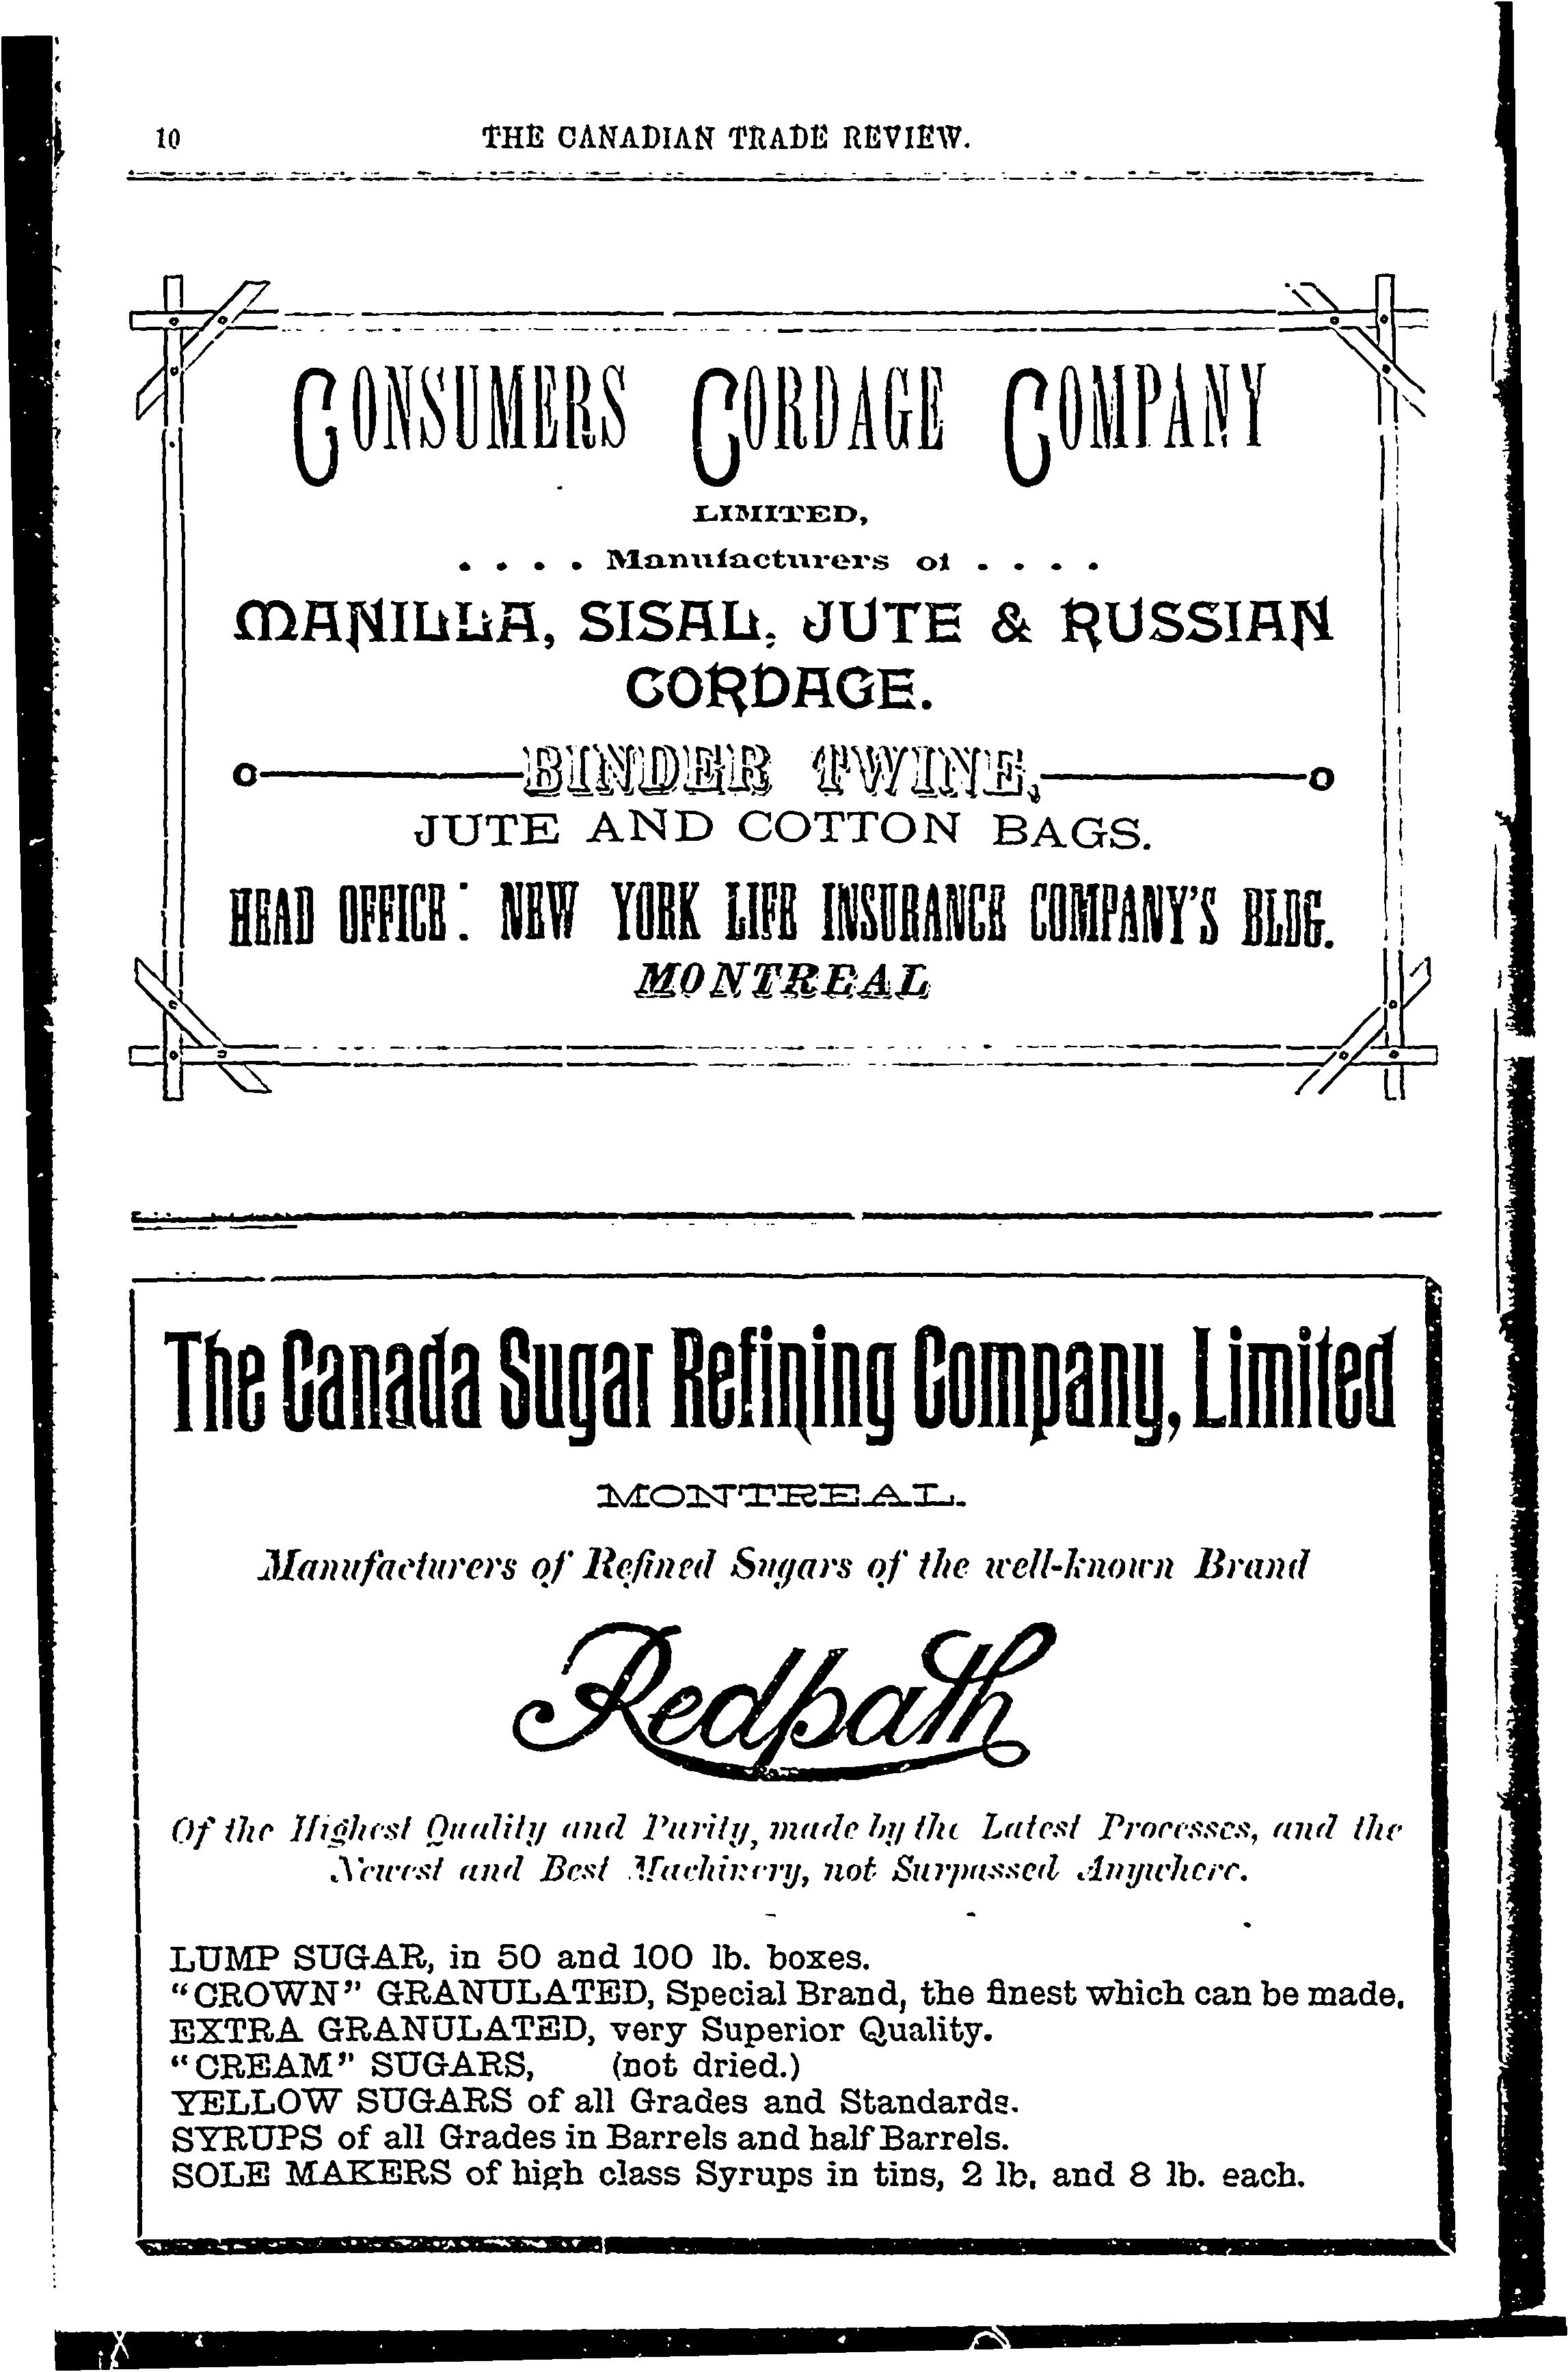 10
THE CANADIAN TRADE REVIEW.
CONSUMERS CORDAGE COMPANY
LIMITED,
. . . . Manufacturers of . . . .
MANILLA, SISAL, JUTE & RUSSIAN
CORDAGE.
BINDER TWINE,
JUTE AND COTTON BAGS.
HEAD OFFICE: NEW YORK LIFE INSURANCE COMPANY'S BLDG.
MONTREAL
The Canada Sugar Refining Company, Limited
MONTREAL.
Manufacturers of Refined Sugars of the well-known Brand
Redpath
Of the Highest Quality and Purity, made by the Latest Processes, and the
Newest and Best Machinery, not Surpassed Anywhere.
LUMP SUGAR, in 50 and 100 lb. boxes.
"CROWN" GRANULATED, Special Brand, the finest which can be made.
EXTRA GRANULATED, very Superior Quality.
"CREAM" SUGARS, (not dried.)
YELLOW SUGARS of all Grades and Standards.
SYRUPS of all Grades in Barrels and half Barrels.
SOLE MAKERS of high class Syrups in tins, 2 lb. and 8 lb. each.